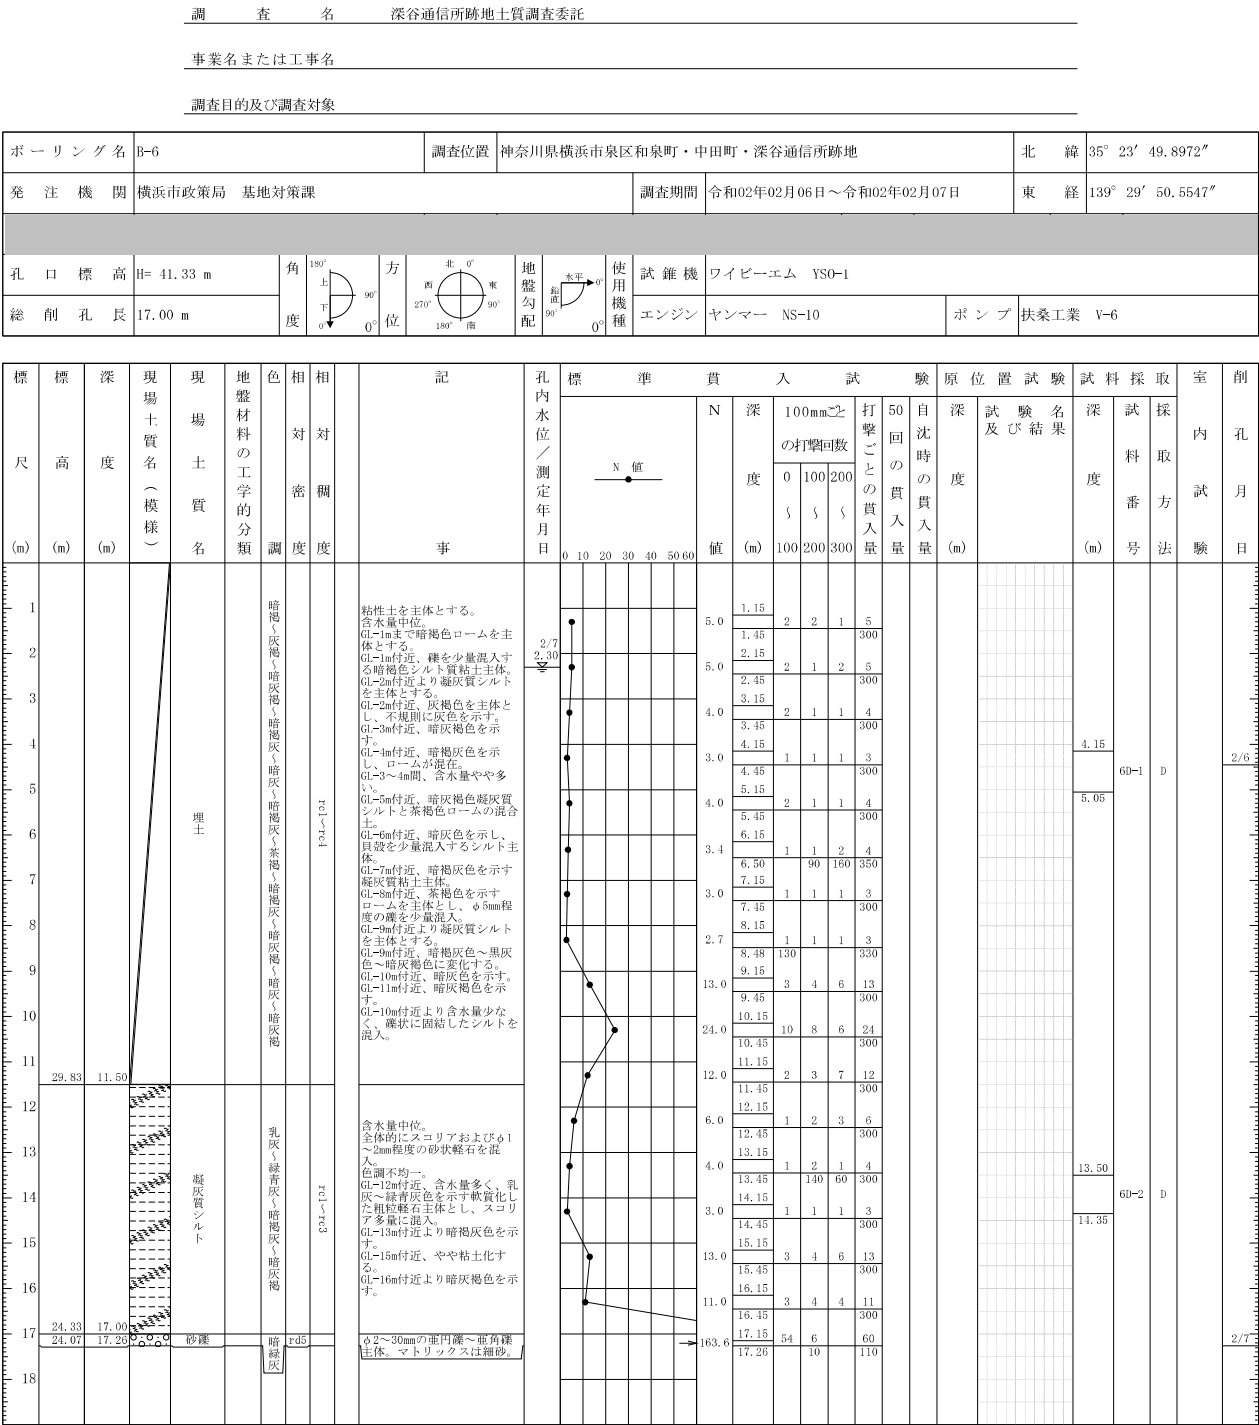 調査名 深谷通信所跡地土質調査委託
事業名または工事名
調査目的及び調査対象
ボーリング名 B-6 調査位置 神奈川県横浜市泉区和泉町・中田町・深谷通信所跡地 北緯 35° 23′ 49.8972″
発注機関 横浜市政策局 基地対策課 調査期間 令和02年02月06日～令和02年02月07日 東経 139° 29′ 50.5547″
孔口標高 H= 41.33 m 角度 180° 上 下 90° 0° 0° 方位 北 0° 東 90° 180° 南 西 270° 地盤勾配 水平 0° 鉛直 90° 0° 使用機種 試錐機 ワイビーエム YSO-1
総削孔長 17.00 m エンジン ヤンマー NS-10 ポンプ 扶桑工業 V-6
標尺(m) 標高(m) 深度(m) 現場土質名(模様) 現場土質名 地盤材料の工学的分類 色調 相対密度 相対稠度 記事 孔内水位/測定年月日 標準貫入試験 原位置試験 試料採取 室内試験 削孔月日
N 値 0 10 20 30 40 50 60 N値 深度(m) 100mmごとの打撃回数 0～100 100～200 200～300 打撃ごとの貫入量 50回の貫入量 自沈時の貫入量 深度(m) 試験名及び結果 深度(m) 試料番号 採取方法
1 2 3 4 5 6 7 8 9 10 11 12 13 14 15 16 17 18
29.83 11.50
24.33 17.00
24.07 17.26
埋土
凝灰質シルト
砂礫
暗褐～灰褐～暗灰褐～暗褐灰～暗灰～暗褐灰～茶褐～暗褐灰～暗灰褐～暗灰～暗灰褐
乳灰～緑青灰～暗褐灰～暗灰褐
暗緑灰
rd5
rc1～rc4
rc1～rc3
粘性土を主体とする。
含水量中位。
GL-1mまで暗褐色ロームを主
体とする。
GL-1m付近、礫を少量混入す
る暗褐色シルト質粘土主体。
GL-2m付近より凝灰質シルト
を主体とする。
GL-2m付近、灰褐色を主体と
し、不規則に灰色を示す。
GL-3m付近、暗灰褐色を示
す。
GL-4m付近、暗褐灰色を示
し、ロームが混在。
GL-3～4m間、含水量やや多
い。
GL-5m付近、暗灰褐色凝灰質
シルトと茶褐色ロームの混合
土。
GL-6m付近、暗灰色を示し、
貝殻を少量混入するシルト主
体。
GL-7m付近、暗褐灰色を示す
凝灰質粘土主体。
GL-8m付近、茶褐色を示す
ロームを主体とし、φ5mm程
度の礫を少量混入。
GL-9m付近より凝灰質シルト
を主体とする。
GL-9m付近、暗褐灰色～黒灰
色～暗灰褐色に変化する。
GL-10m付近、暗灰色を示す。
GL-11m付近、暗灰褐色を示
す。
GL-10m付近より含水量少な
く、礫状に固結したシルトを
混入。
含水量中位。
全体的にスコリアおよびφ1
～2mm程度の砂状軽石を混
入。
色調不均一。
GL-12m付近、含水量多く、乳
灰～緑青灰色を示す軟質化し
た粗粒軽石主体とし、スコリ
ア多量に混入。
GL-13m付近より暗褐灰色を示
す。
GL-15m付近、やや粘土化す
る。
GL-16m付近より暗灰褐色を示
す。
φ2～30mmの亜円礫～亜角礫
主体。マトリックスは細砂。
2/7
2.30
5.0 1.15 2 2 1 5
1.45 300
5.0 2.15 2 1 2 5
2.45 300
4.0 3.15 2 1 1 4
3.45 300
3.0 4.15 1 1 1 3
4.45 300
4.0 5.15 2 1 1 4
5.45 300
3.4 6.15 1 1 2 4
6.50 90 160 350
3.0 7.15 1 1 1 3
7.45 300
2.7 8.15 1 1 1 3
8.48 130 330
13.0 9.15 3 4 6 13
9.45 300
24.0 10.15 10 8 6 24
10.45 300
12.0 11.15 2 3 7 12
11.45 300
6.0 12.15 1 2 3 6
12.45 300
4.0 13.15 1 2 1 4
13.45 140 60 300
3.0 14.15 1 1 1 3
14.45 300
13.0 15.15 3 4 6 13
15.45 300
11.0 16.15 3 4 4 11
16.45 300
163.6 17.15 54 6 60
17.26 10 110
4.15
6D-1 D
5.05
13.50
6D-2 D
14.35
2/6
2/7